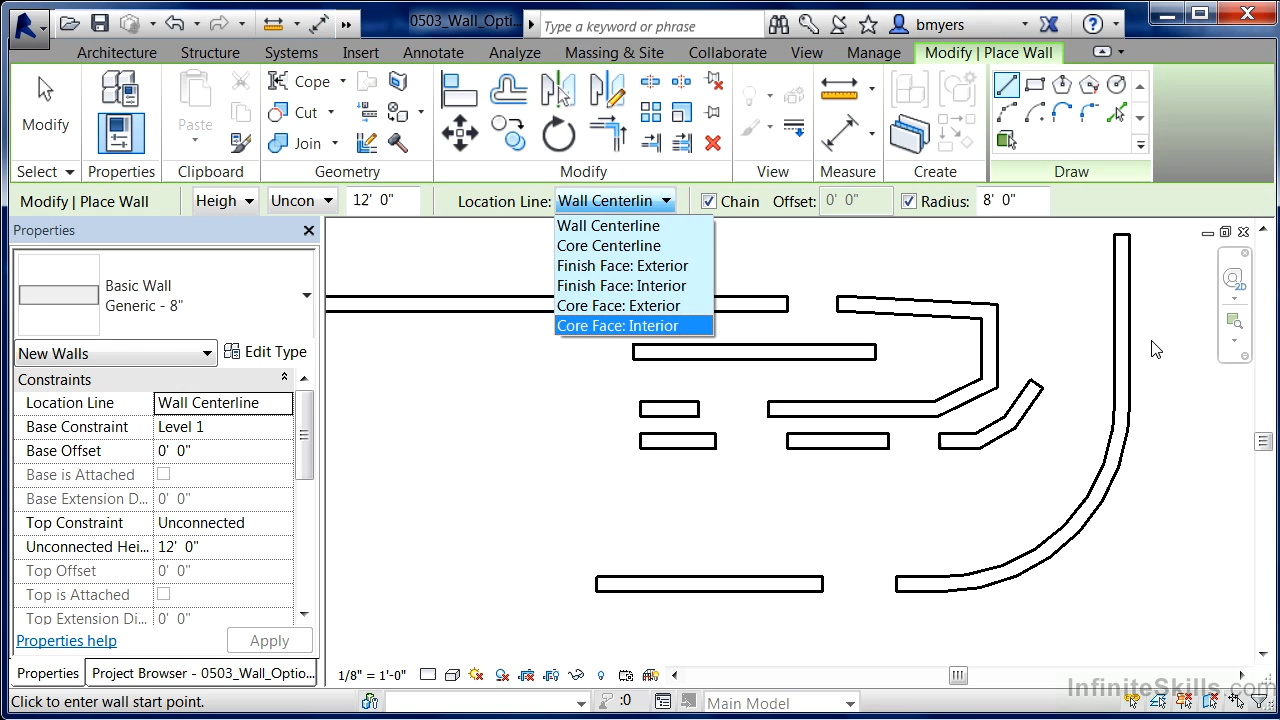 0503_Wall_Opti...
Type a keyword or phrase
bmyers
Architecture Structure Systems Insert Annotate Analyze Massing & Site Collaborate View Manage Modify | Place Wall
Modify
Paste
Cope
Cut
Join
Select Properties Clipboard Geometry Modify View Measure Create Draw
Modify | Place Wall Heigh Uncon 12' 0" Location Line: Wall Centerlin Chain Offset: 0' 0" Radius: 8' 0"
Wall Centerline
Core Centerline
Finish Face: Exterior
Finish Face: Interior
Core Face: Exterior
Core Face: Interior
Properties
Basic Wall
Generic - 8"
New Walls Edit Type
Constraints
Location Line Wall Centerline
Base Constraint Level 1
Base Offset 0' 0"
Base is Attached
Base Extension D... 0' 0"
Top Constraint Unconnected
Unconnected Hei... 12' 0"
Top Offset 0' 0"
Top is Attached
Top Extension Di... 0' 0"
Properties help Apply
Properties Project Browser - 0503_Wall_Optio...
2D
1/8" = 1'-0"
InfiniteSkills.com
Click to enter wall start point.
:0
Main Model